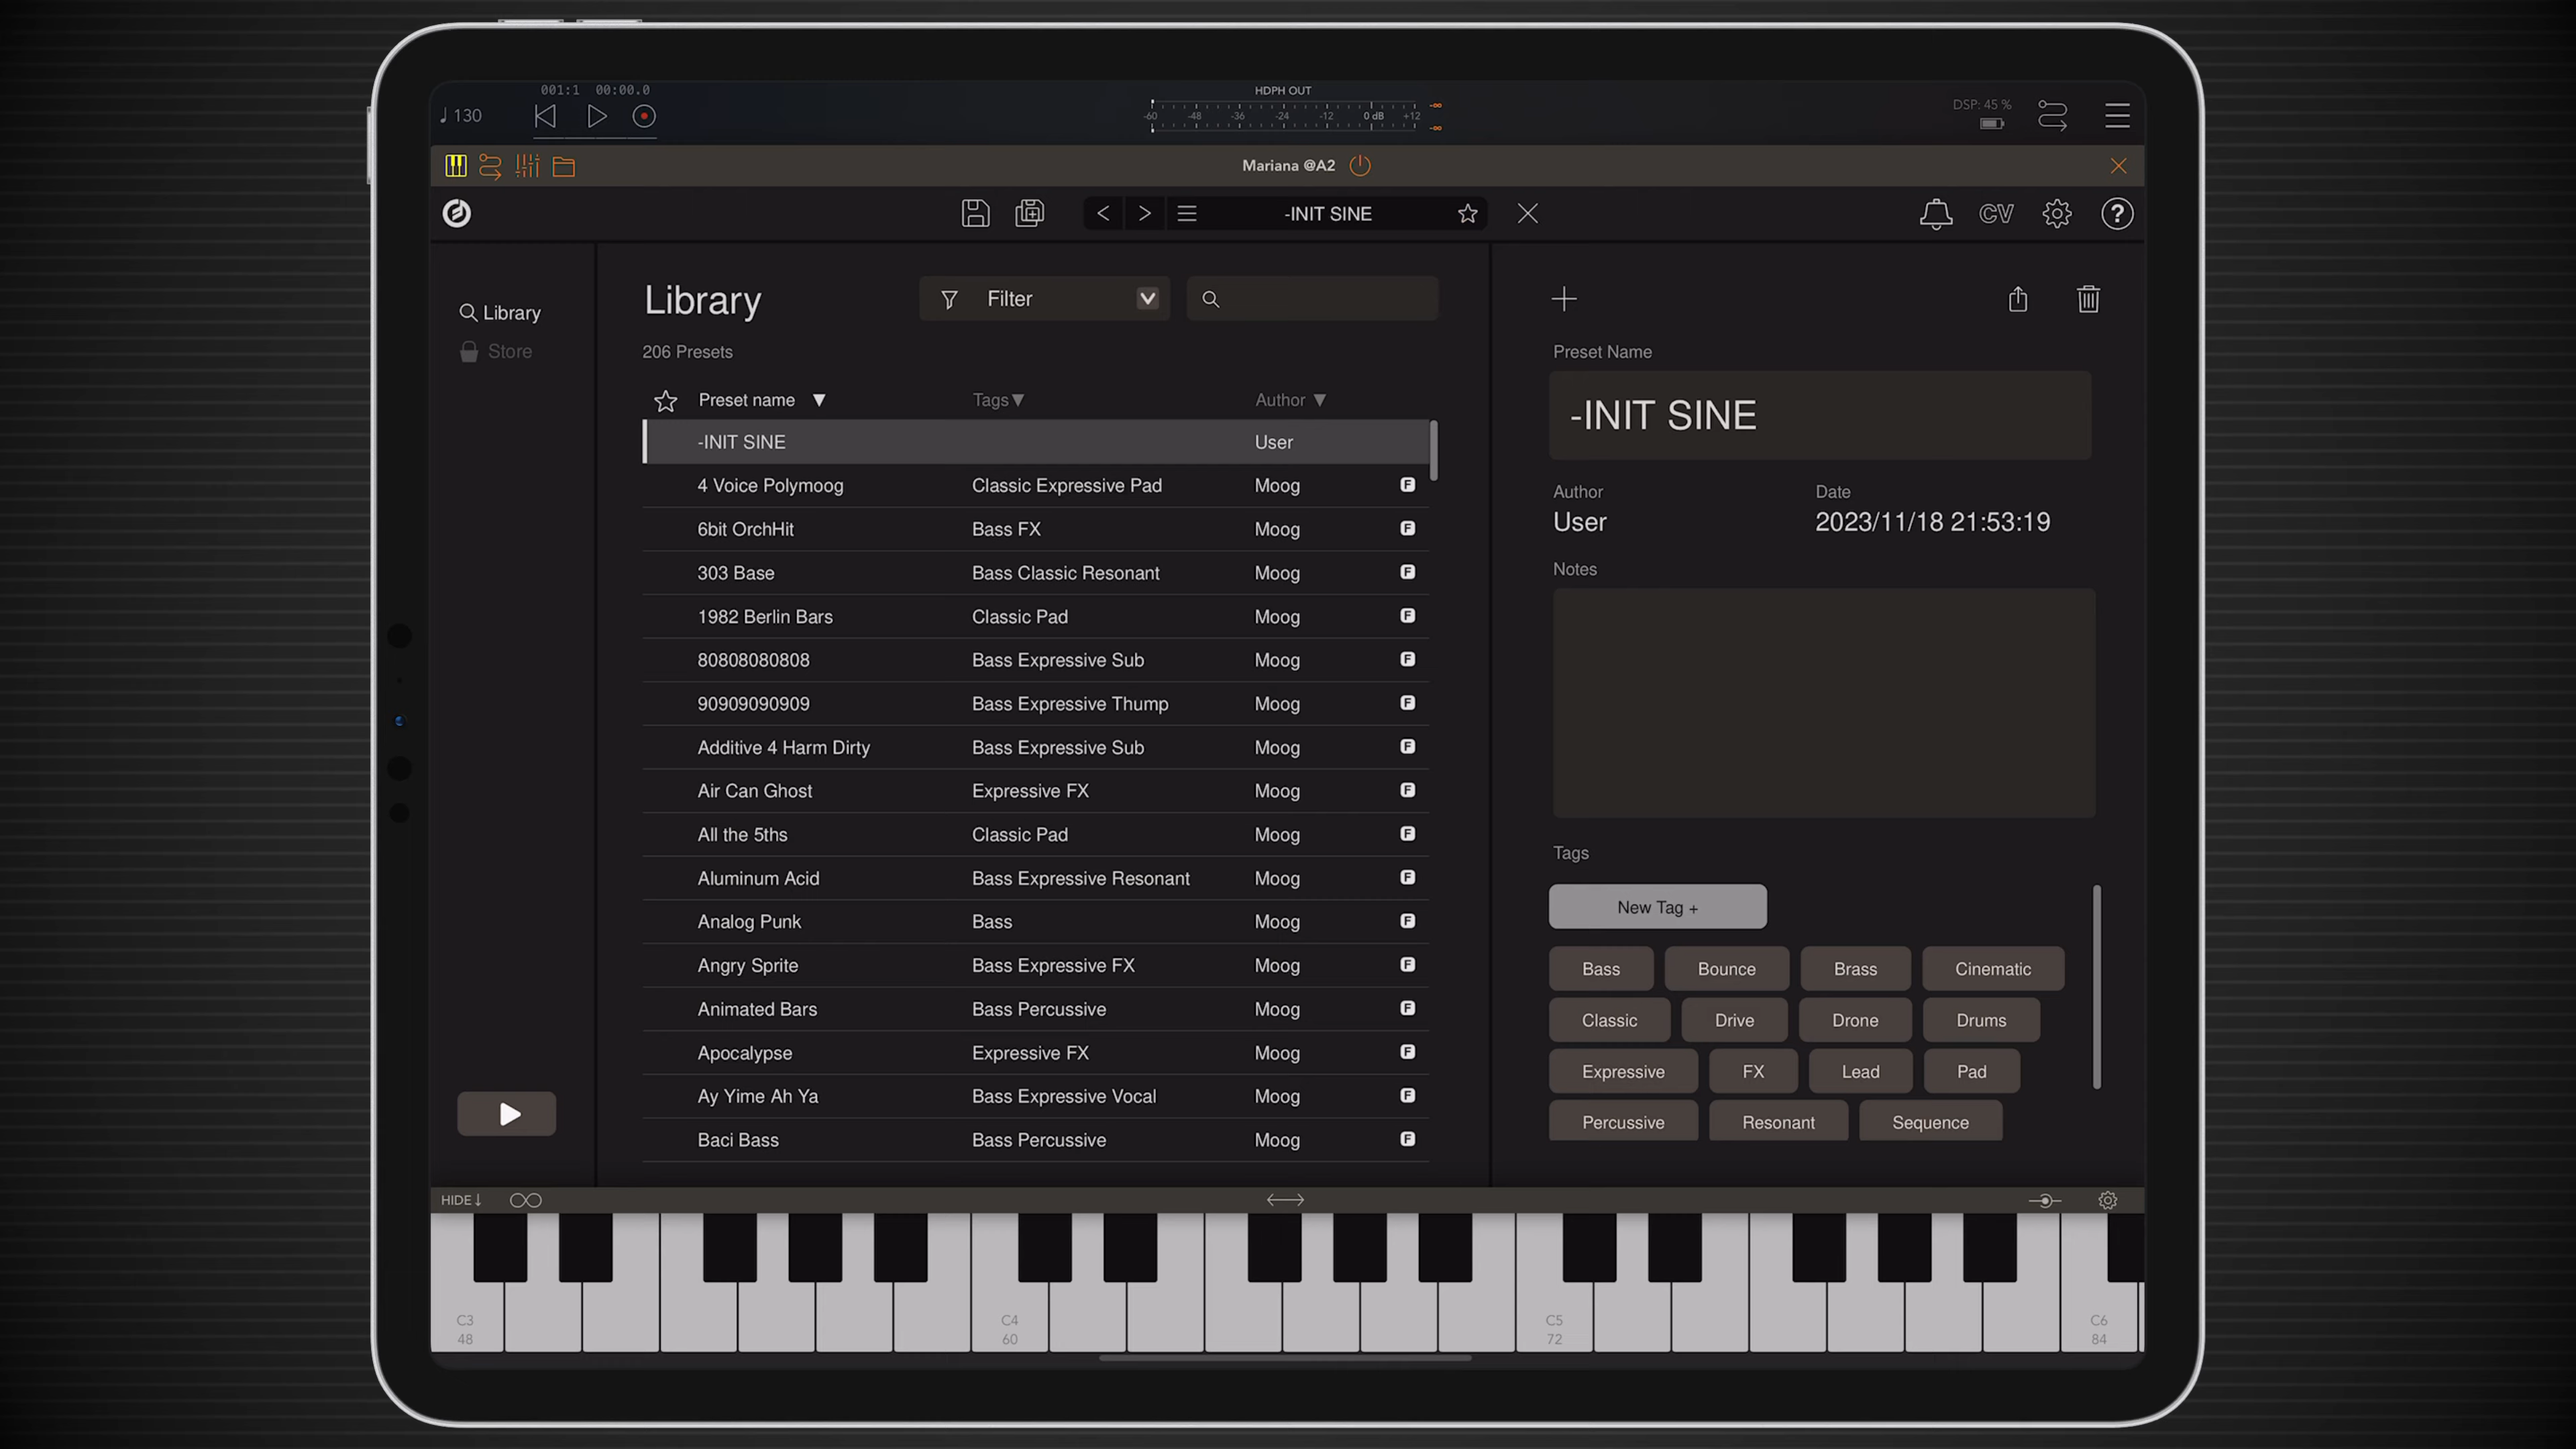 001:1 00:00.0
130
HDPH OUT
-60 -48 -36 -24 -12 0 dB +12
-∞
-∞
DSP: 45 %
Mariana @A2
-INIT SINE
CV
?
Library
Store
Library
Filter
206 Presets
Preset name ▼ Tags▼ Author ▼
-INIT SINE User
4 Voice Polymoog Classic Expressive Pad Moog F
6bit OrchHit Bass FX Moog F
303 Base Bass Classic Resonant Moog F
1982 Berlin Bars Classic Pad Moog F
80808080808 Bass Expressive Sub Moog F
90909090909 Bass Expressive Thump Moog F
Additive 4 Harm Dirty Bass Expressive Sub Moog F
Air Can Ghost Expressive FX Moog F
All the 5ths Classic Pad Moog F
Aluminum Acid Bass Expressive Resonant Moog F
Analog Punk Bass Moog F
Angry Sprite Bass Expressive FX Moog F
Animated Bars Bass Percussive Moog F
Apocalypse Expressive FX Moog F
Ay Yime Ah Ya Bass Expressive Vocal Moog F
Baci Bass Bass Percussive Moog F
Preset Name
-INIT SINE
Author Date
User 2023/11/18 21:53:19
Notes
Tags
New Tag +
Bass Bounce Brass Cinematic
Classic Drive Drone Drums
Expressive FX Lead Pad
Percussive Resonant Sequence
HIDE↓
C3 C4 C5 C6
48 60 72 84